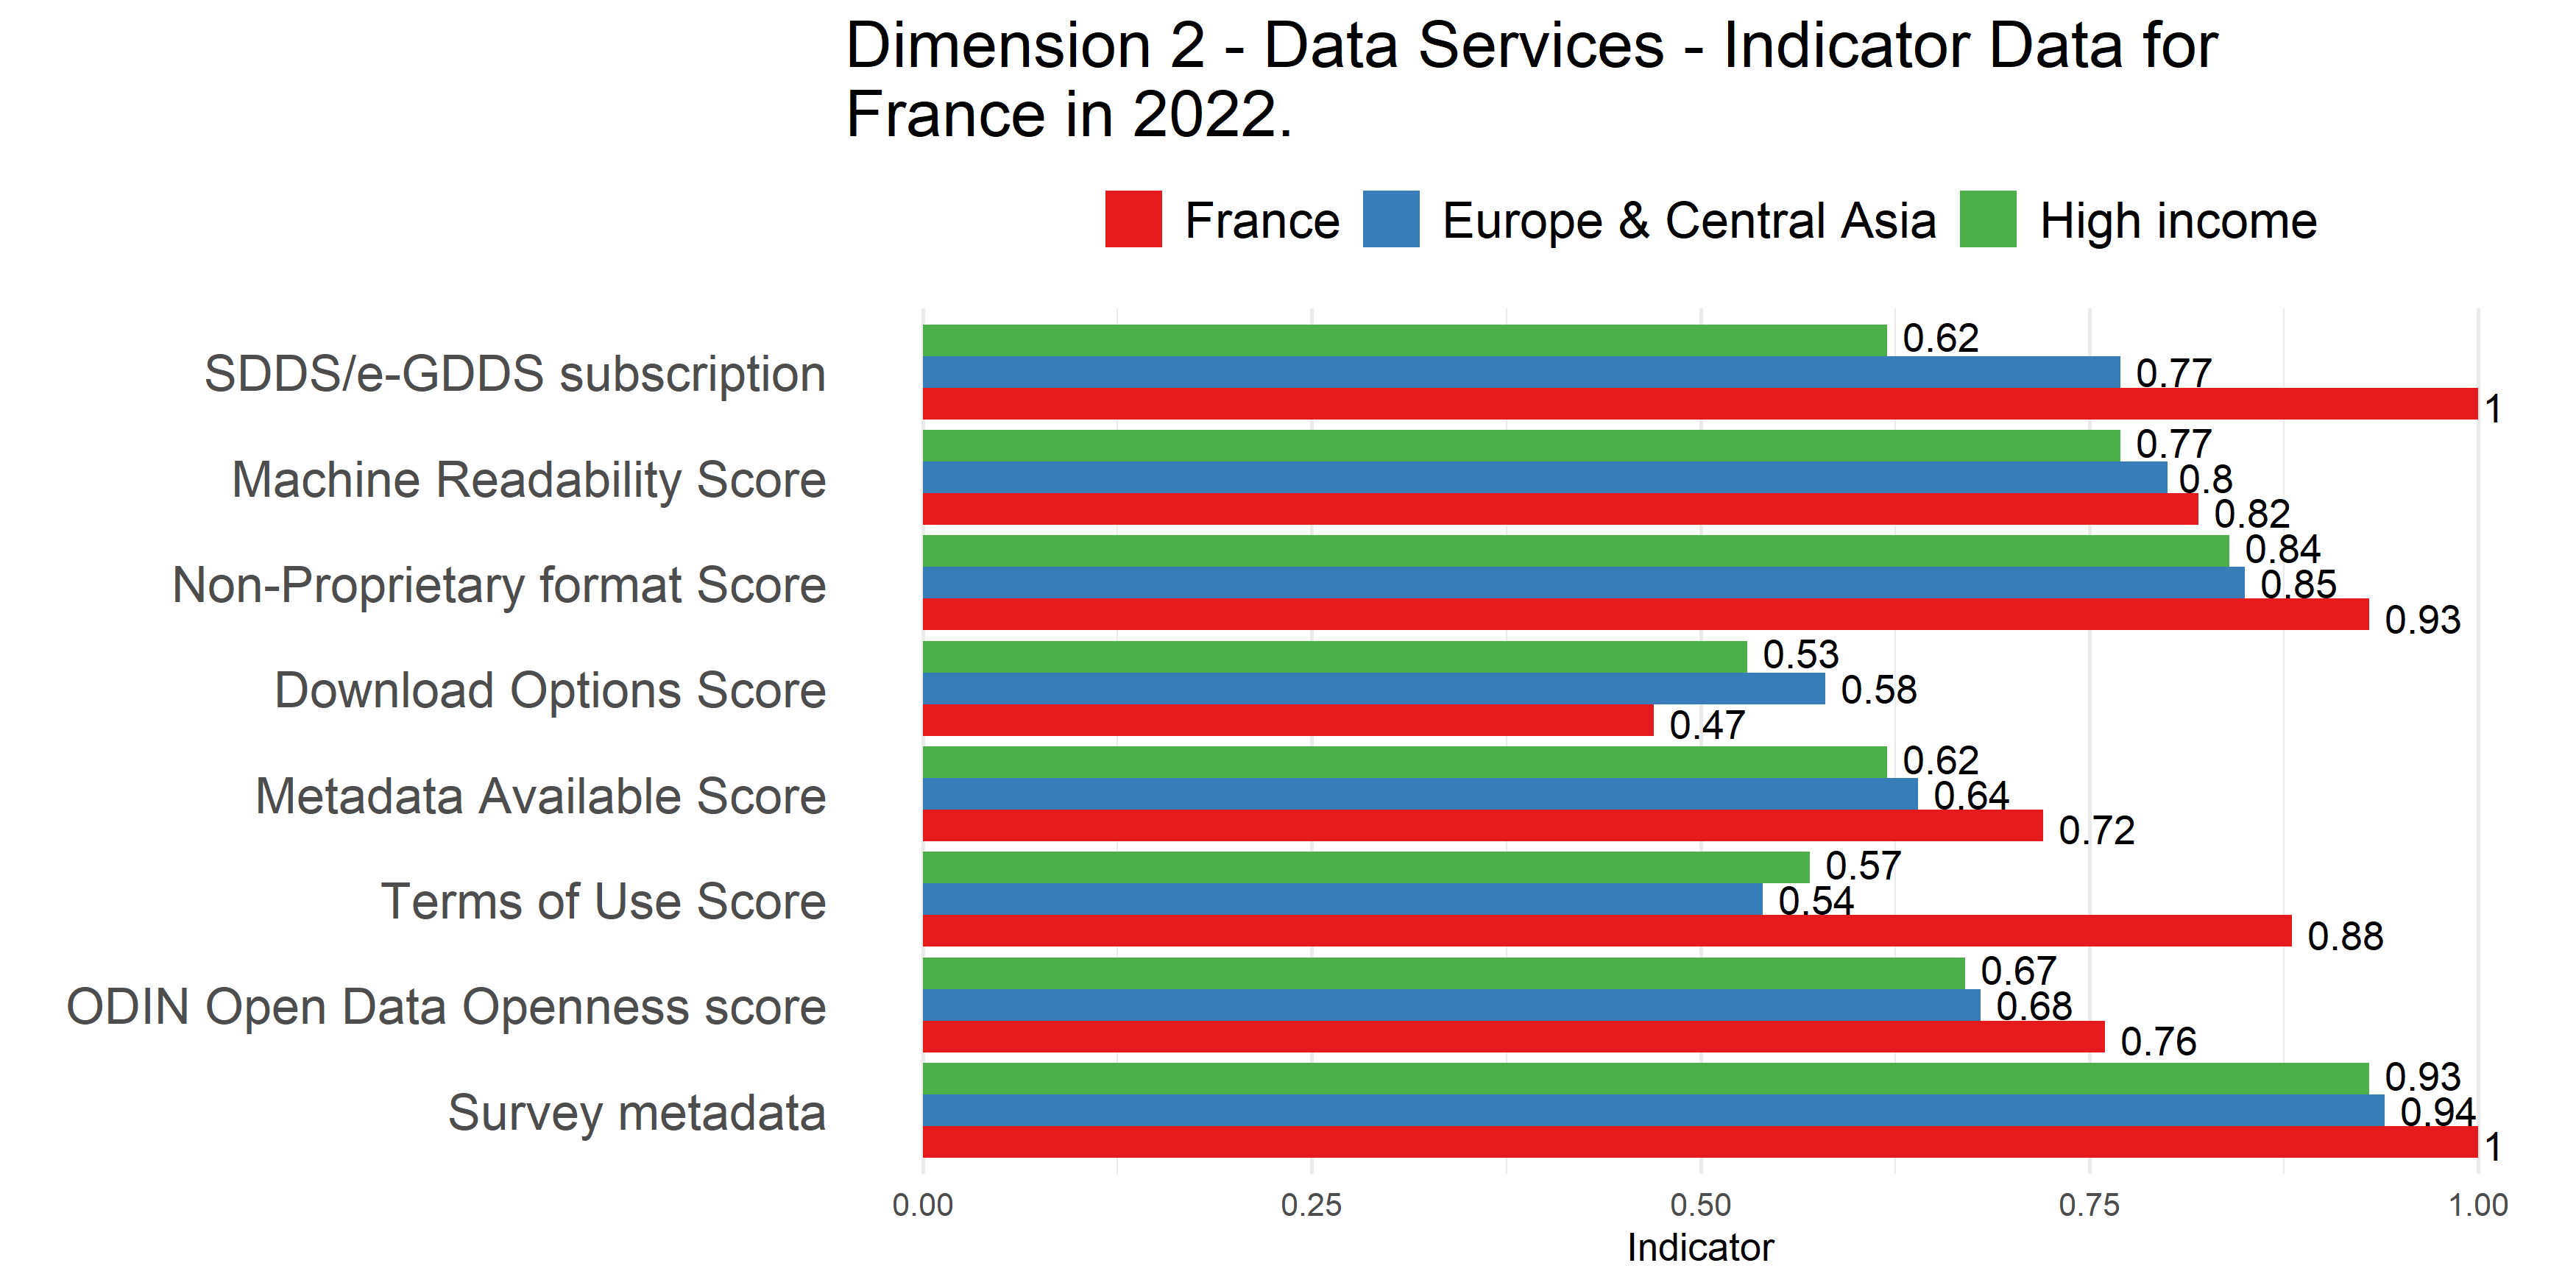 Dimension 2 - Data Services - Indicator Data for
France in 2022.
France Europe & Central Asia High income
SDDS/e-GDDS subscription
0.62
0.77
1
Machine Readability Score
0.77
0.8
0.82
Non-Proprietary format Score
0.84
0.85
0.93
Download Options Score
0.53
0.58
0.47
Metadata Available Score
0.62
0.64
0.72
Terms of Use Score
0.57
0.54
0.88
ODIN Open Data Openness score
0.67
0.68
0.76
Survey metadata
0.93
0.94
1
0.00 0.25 0.50 0.75 1.00
Indicator